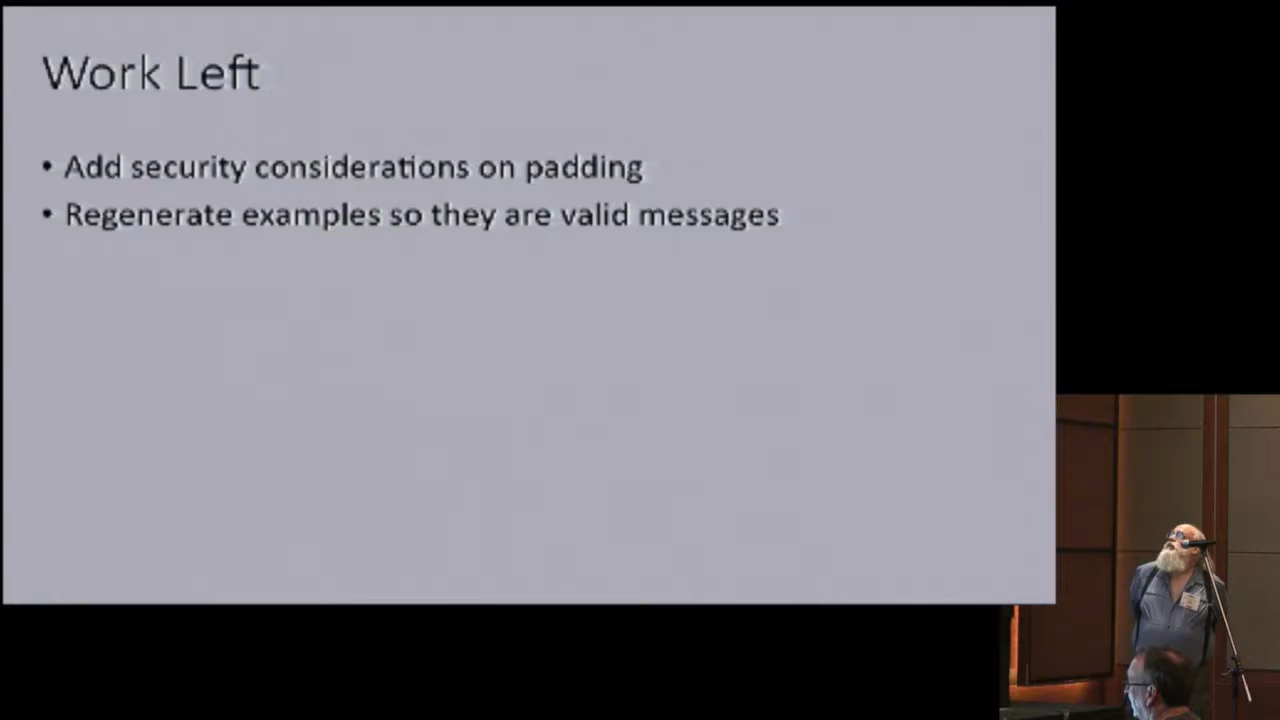 Work Left
• Add security considerations on padding
• Regenerate examples so they are valid messages